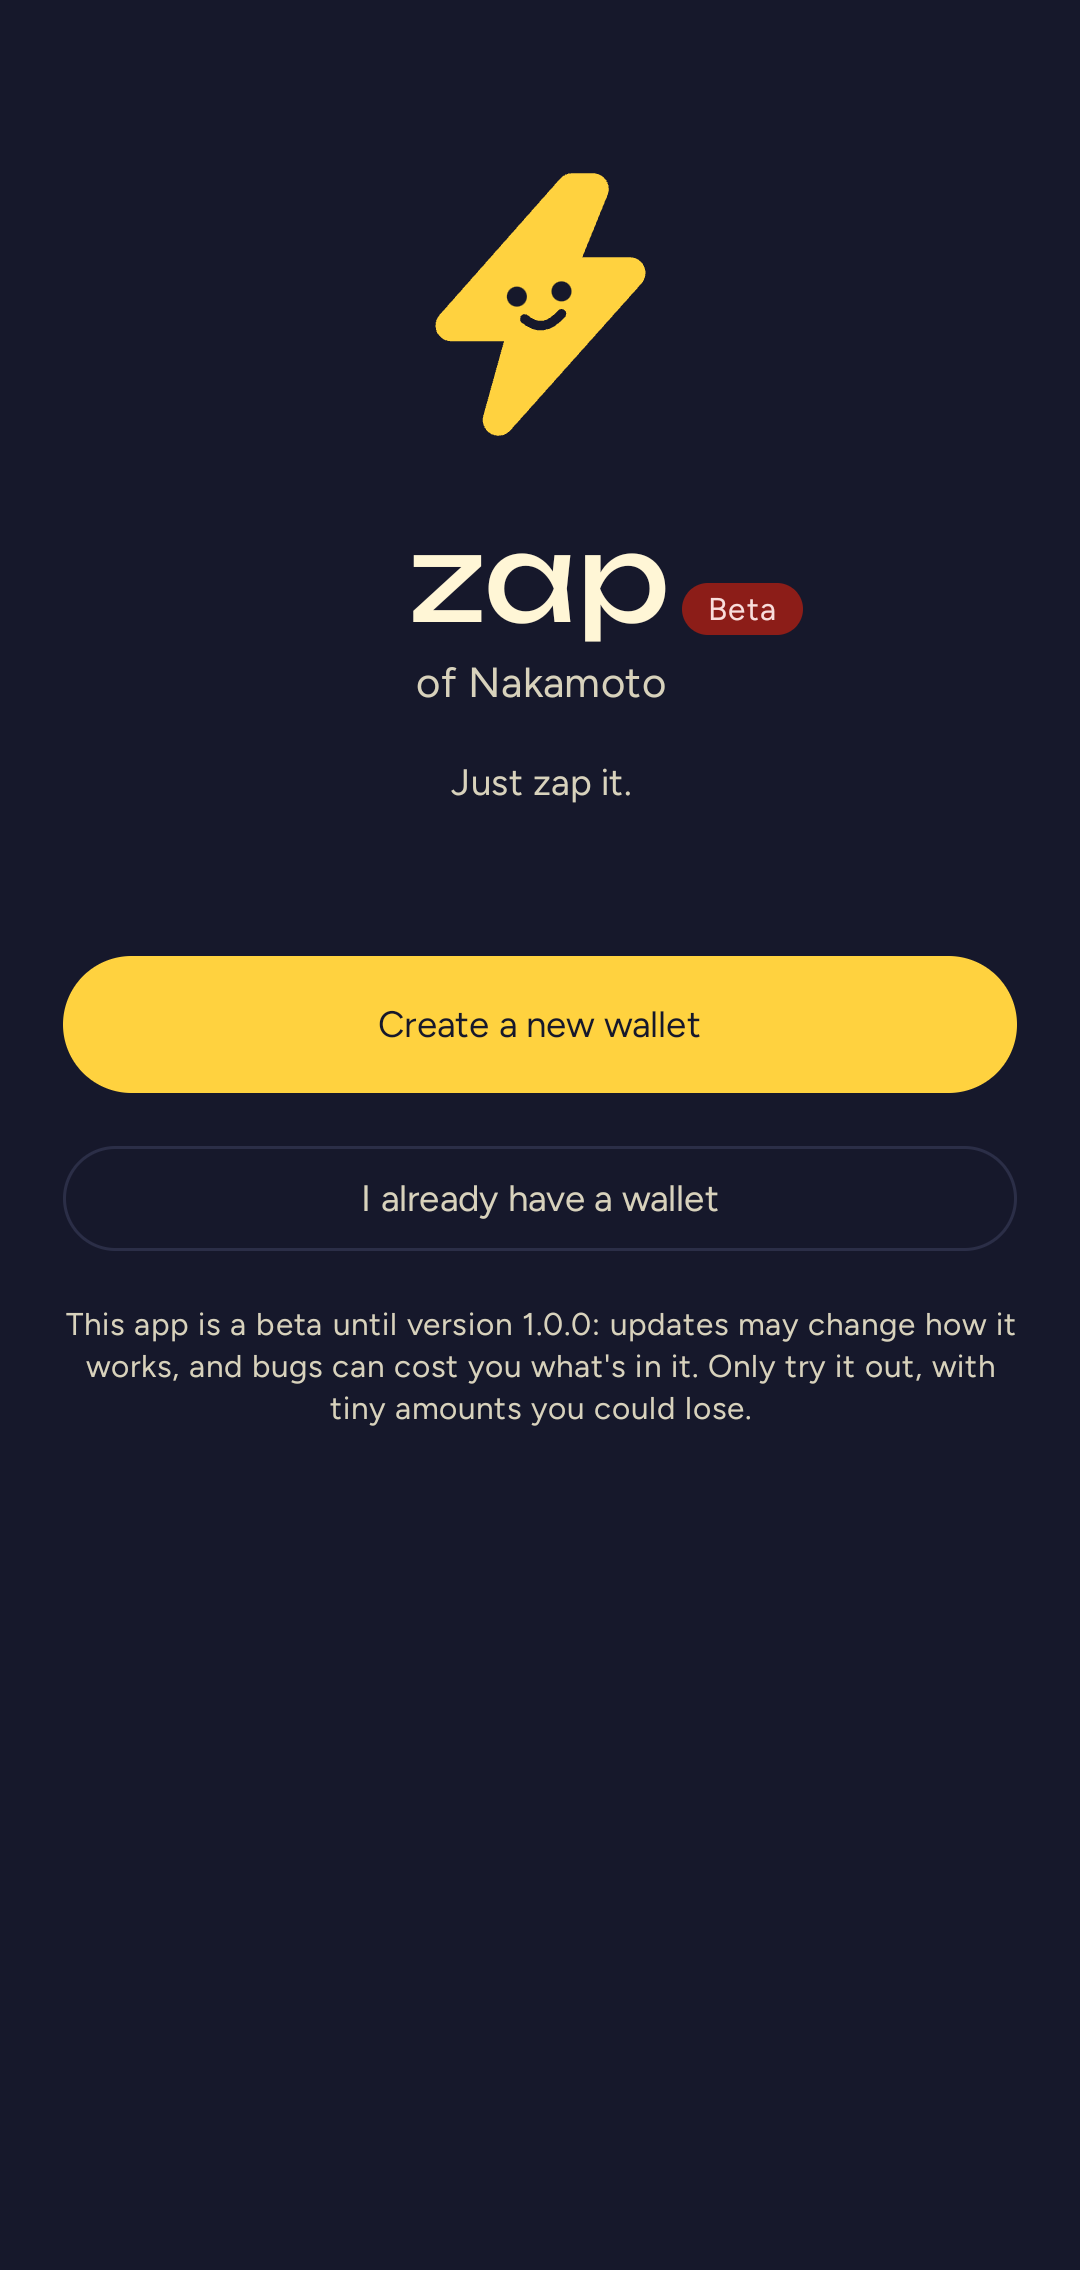 zap Beta
of Nakamoto
Just zap it.
Create a new wallet
I already have a wallet
This app is a beta until version 1.0.0: updates may change how it
works, and bugs can cost you what's in it. Only try it out, with
tiny amounts you could lose.